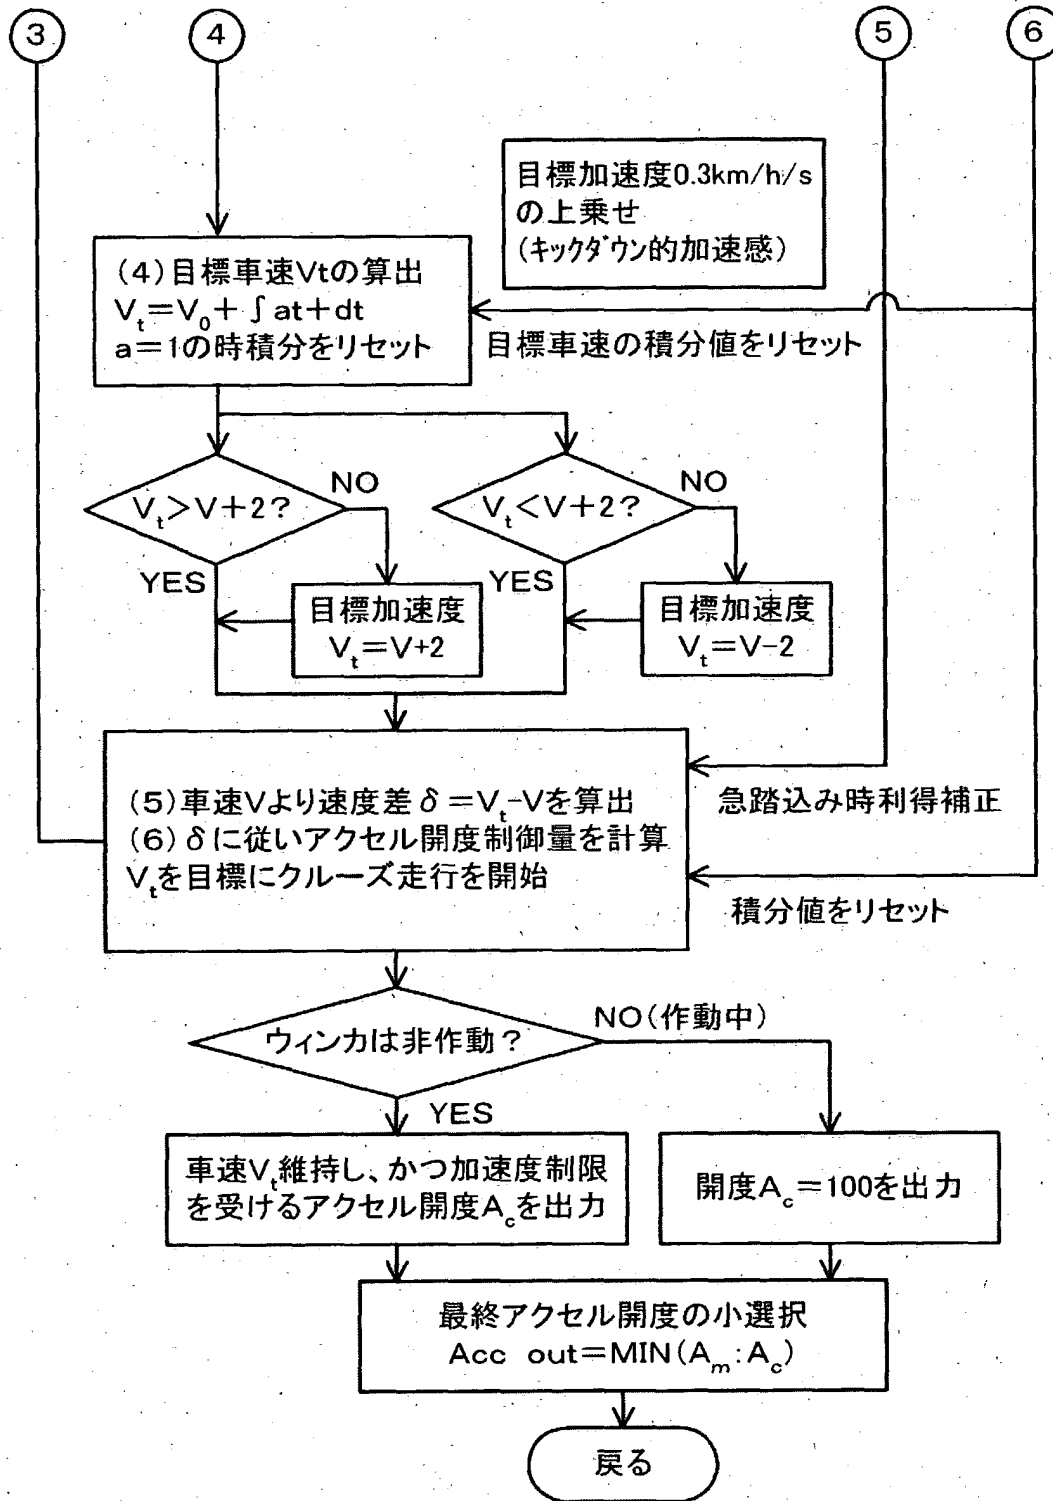 3
4
5
6
目標加速度0.3km/h/s
の上乗せ
(キックダウン的加速感)
(4)目標車速Vtの算出
Vt=V0+∫at+dt
a=1の時積分をリセット
目標車速の積分値をリセット
Vt>V+2?
NO
YES
Vt<V+2?
NO
YES
目標加速度
Vt=V+2
目標加速度
Vt=V-2
(5)車速Vより速度差δ=Vt-Vを算出
(6)δに従いアクセル開度制御量を計算
Vtを目標にクルーズ走行を開始
急踏込み時利得補正
積分値をリセット
ウィンカは非作動?
NO(作動中)
YES
車速Vt維持し、かつ加速度制限
を受けるアクセル開度Acを出力
開度Ac=100を出力
最終アクセル開度の小選択
Acc out=MIN(Am:Ac)
戻る